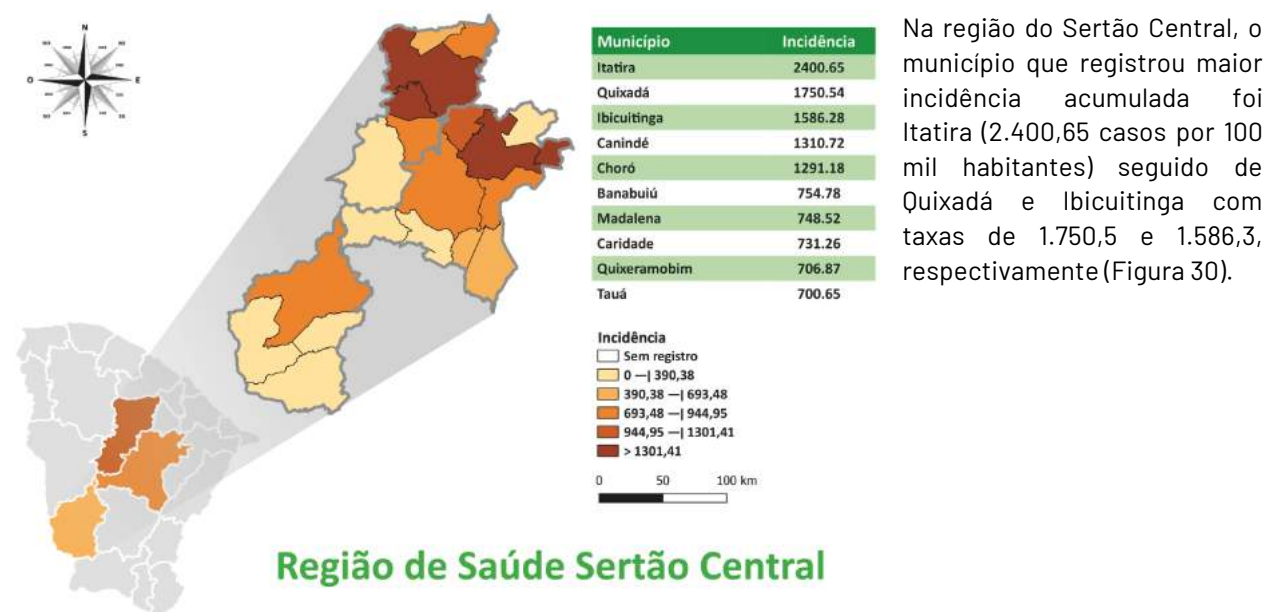 N
O
E
S
Município Incidência
Itatira 2400.65
Quixadá 1750.54
Ibicuitinga 1586.28
Canindé 1310.72
Choró 1291.18
Banabuiú 754.78
Madalena 748.52
Caridade 731.26
Quixeramobim 706.87
Tauá 700.65
Incidência
Sem registro
0 —| 390,38
390,38 —| 693,48
693,48 —| 944,95
944,95 —| 1301,41
> 1301,41
0 50 100 km
Região de Saúde Sertão Central
Na região do Sertão Central, o
município que registrou maior
incidência acumulada foi
Itatira (2.400,65 casos por 100
mil habitantes) seguido de
Quixadá e Ibicuitinga com
taxas de 1.750,5 e 1.586,3,
respectivamente (Figura 30).